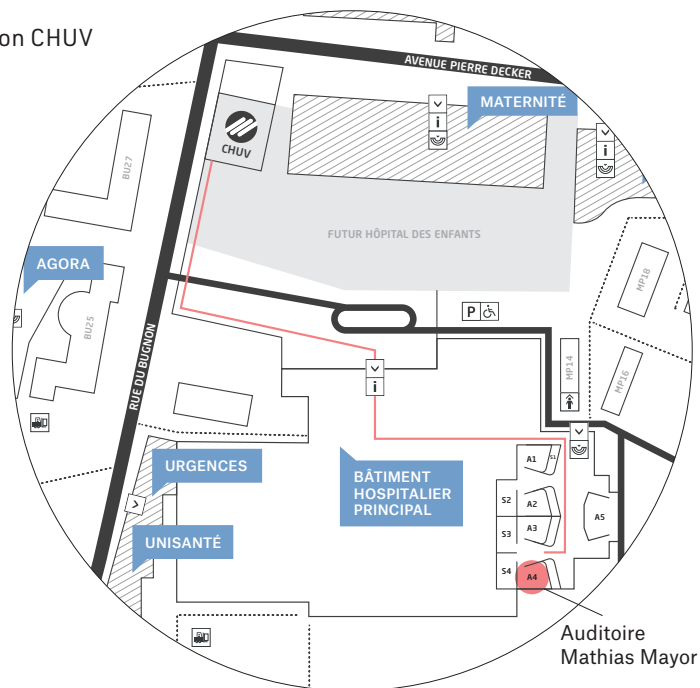 on CHUV
AVENUE PIERRE DECKER
MATERNITÉ
i
i
CHUV
BU27
FUTUR HÔPITAL DES ENFANTS
AGORA
MP18
P
BU25
RUE DU BUGNON
MP14
MP16
i
A1
S1
URGENCES
BÂTIMENT
HOSPITALIER
PRINCIPAL
S2
A2
A5
S3
A3
UNISANTÉ
S4
A4
Auditoire
Mathias Mayor